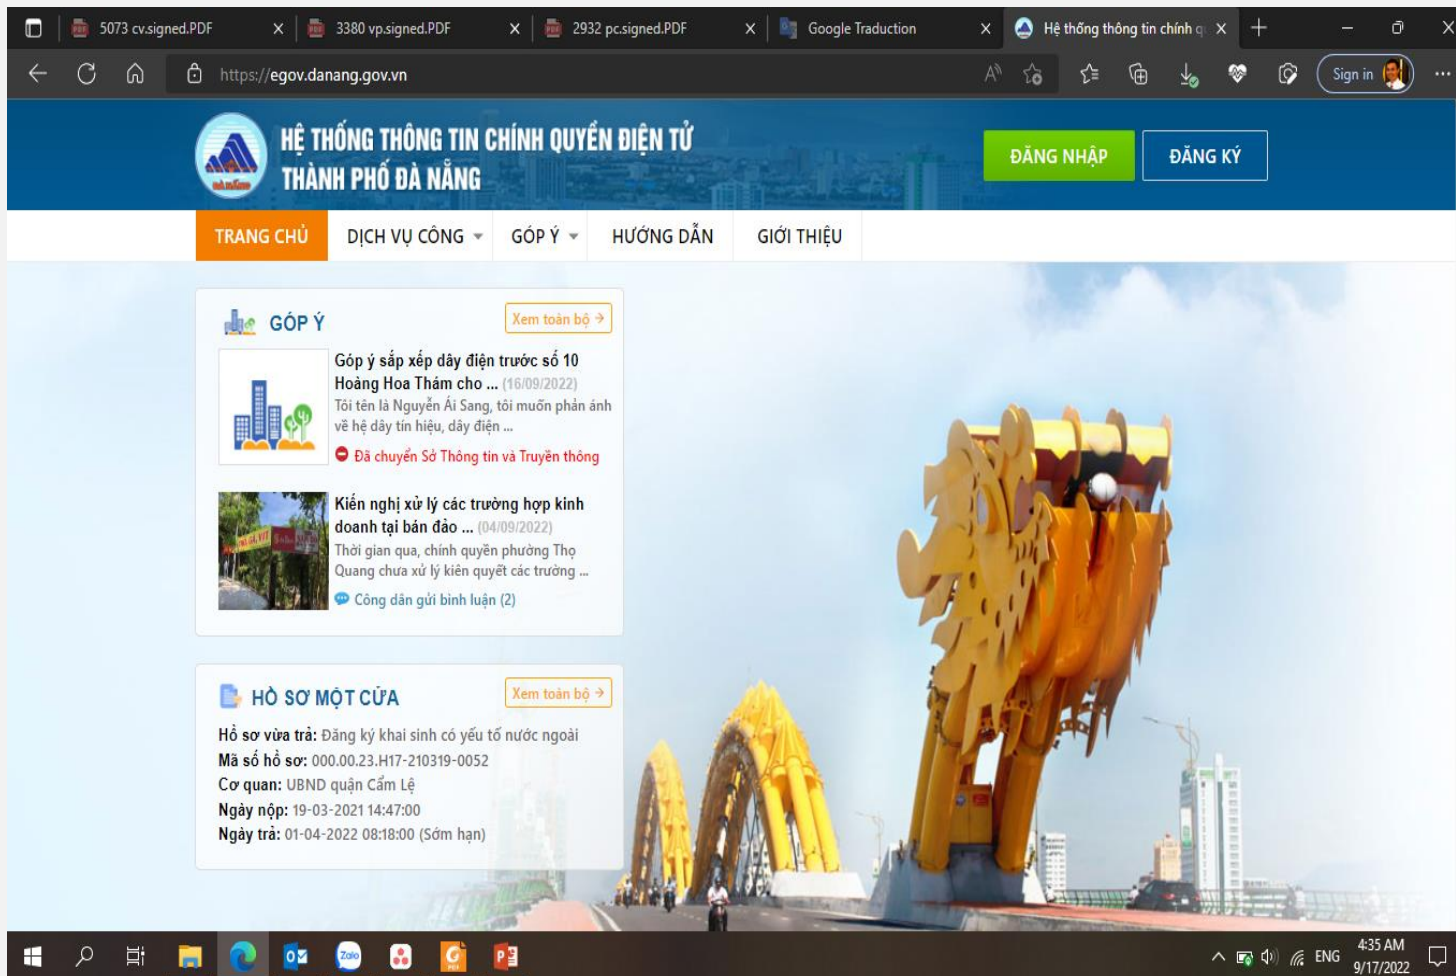 5073 cv.signed.PDF
3380 vp.signed.PDF
2932 pc.signed.PDF
Google Traduction
Hệ thống thông tin chính q
https://egov.danang.gov.vn
Sign in
HỆ THỐNG THÔNG TIN CHÍNH QUYỀN ĐIỆN TỬ
THÀNH PHỐ ĐÀ NẴNG
ĐÀ NẴNG
ĐĂNG NHẬP
ĐĂNG KÝ
TRANG CHỦ
DỊCH VỤ CÔNG
GÓP Ý
HƯỚNG DẪN
GIỚI THIỆU
GÓP Ý
Xem toàn bộ →
Góp ý sắp xếp dây điện trước số 10
Hoàng Hoa Thám cho ... (16/09/2022)
Tôi tên là Nguyễn Ái Sang, tôi muốn phản ánh
về hệ dây tín hiệu, dây điện ...
Đã chuyển Sở Thông tin và Truyền thông
Kiến nghị xử lý các trường hợp kinh
doanh tại bán đảo ... (04/09/2022)
Thời gian qua, chính quyền phường Thọ
Quang chưa xử lý kiên quyết các trường ...
Công dân gửi bình luận (2)
HỒ SƠ MỘT CỬA
Xem toàn bộ →
Hồ sơ vừa trả: Đăng ký khai sinh có yếu tố nước ngoài
Mã số hồ sơ: 000.00.23.H17-210319-0052
Cơ quan: UBND quận Cẩm Lệ
Ngày nộp: 19-03-2021 14:47:00
Ngày trả: 01-04-2022 08:18:00 (Sớm hạn)
Zalo
ENG
4:35 AM
9/17/2022